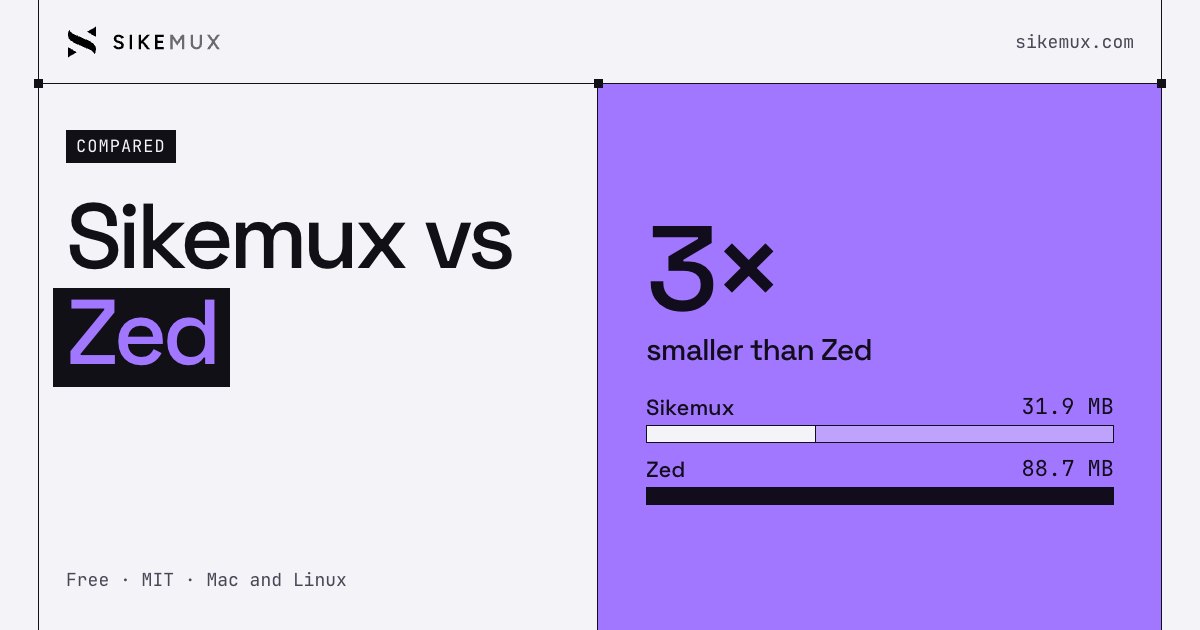 SIKEMUX
sikemux.com
COMPARED
Sikemux vs
Zed
Free · MIT · Mac and Linux
3×
smaller than Zed
Sikemux 31.9 MB
Zed 88.7 MB